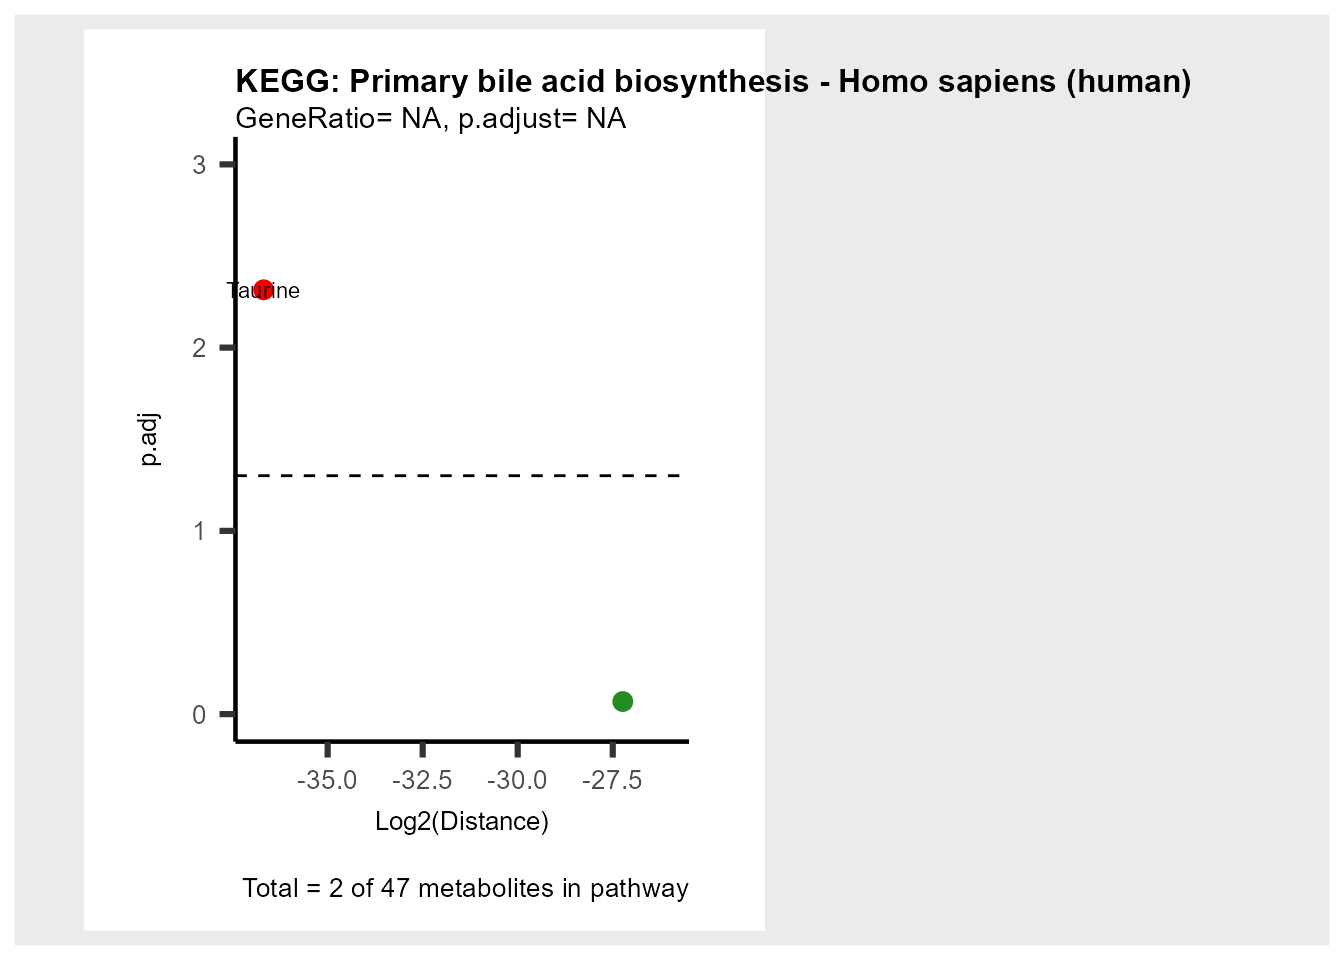 KEGG: Primary bile acid biosynthesis - Homo sapiens (human)
GeneRatio= NA, p.adjust= NA
3
Taurine
2
p.adj
1
0
-35.0 -32.5 -30.0 -27.5
Log2(Distance)
Total = 2 of 47 metabolites in pathway